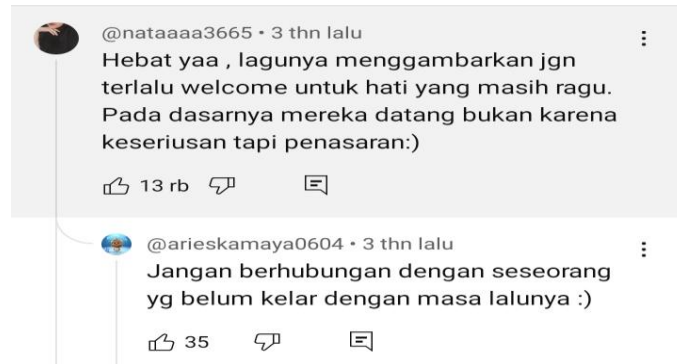 @nataaaa3665 • 3 thn lalu
Hebat yaa , lagunya menggambarkan jgn
terlalu welcome untuk hati yang masih ragu.
Pada dasarnya mereka datang bukan karena
keseriusan tapi penasaran:)
13 rb
@arieskamaya0604 • 3 thn lalu
Jangan berhubungan dengan seseorang
yg belum kelar dengan masa lalunya :)
35